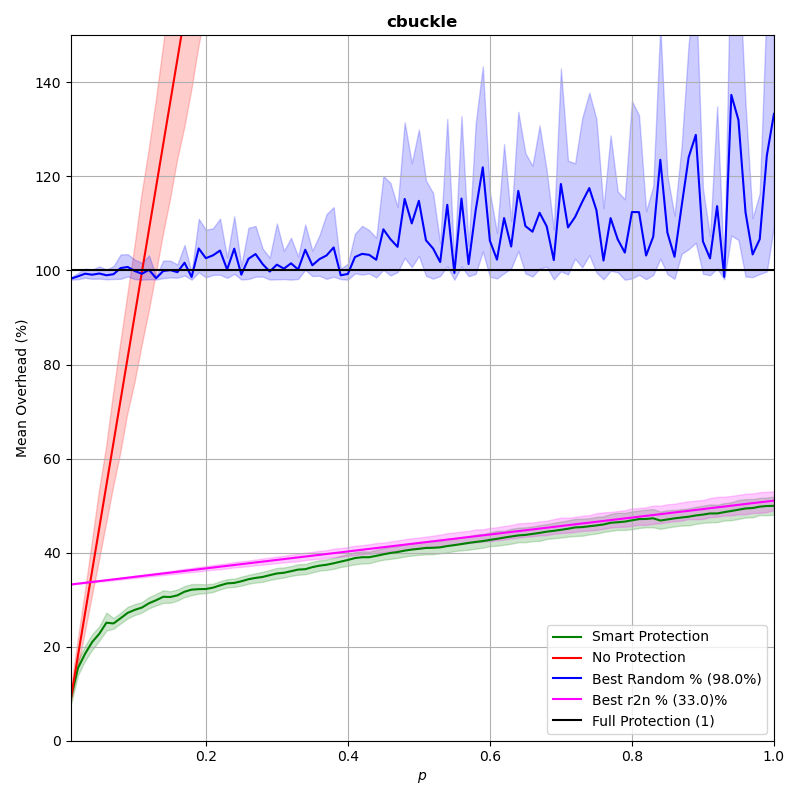 cbuckle
Mean Overhead (%)
140
120
100
80
60
40
20
0
0.2
0.4
0.6
0.8
1.0
p
Smart Protection
No Protection
Best Random % (98.0%)
Best r2n % (33.0)%
Full Protection (1)